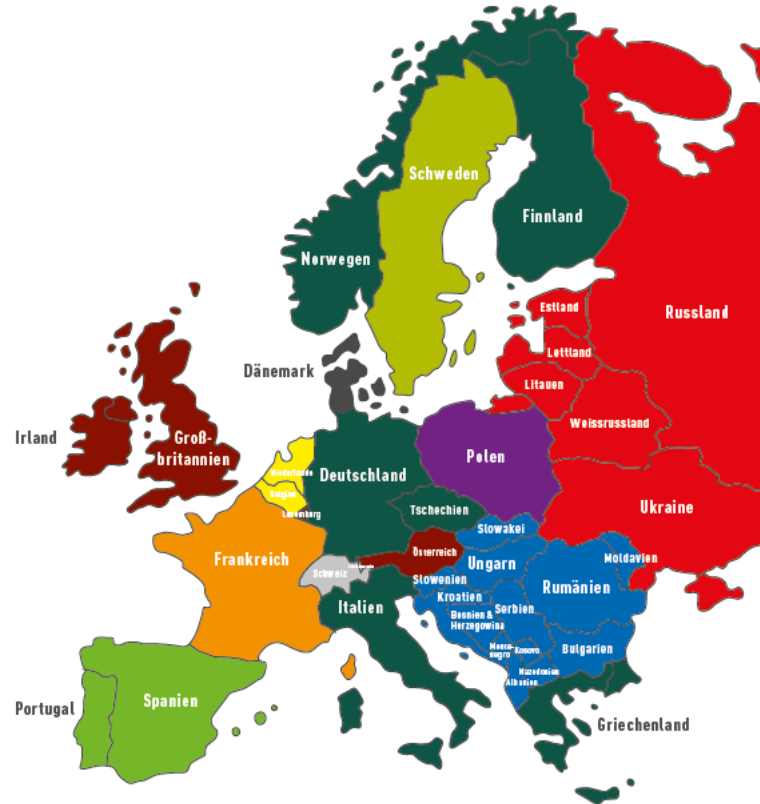 Schweden
Finnland
Norwegen
Estland
Russland
Lettland
Dänemark
Litauen
Weissrussland
Irland
Groß-
britannien
Polen
Niederlande
Deutschland
Belgien
Luxemburg
Tschechien
Ukraine
Slowakei
Frankreich
Österreich
Moldavien
Ungarn
Schweiz
Slowenien
Rumänien
Kroatien
Italien
Serbien
Bosnien &
Herzegowina
Monte-
negro
Kosovo
Bulgarien
Mazedonien
Albanien
Spanien
Portugal
Griechenland